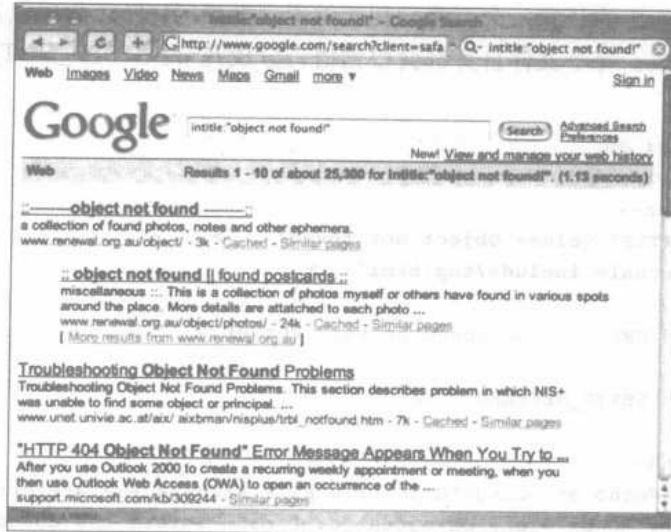 intitle:"object not found!" - Google Search
http://www.google.com/search?client=safa intitle:"object not found!"
Web Images Video News Maps Gmail more ▼ Sign in
Google intitle:"object not found!" Search Advanced Search
Preferences
New! View and manage your web history
Web Results 1 - 10 of about 25,300 for intitle:"object not found!". (1.13 seconds)
::--------object not found --------::
a collection of found photos, notes and other ephemera.
www.renewal.org.au/object/ - 3k - Cached - Similar pages
:: object not found || found postcards ::
miscellaneous ::. This is a collection of photos myself or others have found in various spots
around the place. More details are attatched to each photo ...
www.renewal.org.au/object/photos/ - 24k - Cached - Similar pages
[ More results from www.renewal.org.au ]
Troubleshooting Object Not Found Problems
Troubleshooting Object Not Found Problems. This section describes problem in which NIS+
was unable to find some object or principal. ...
www.unet.univie.ac.at/aix/ aixbman/nisplus/trbl_notfound.htm - 7k - Cached - Similar pages
"HTTP 404 Object Not Found" Error Message Appears When You Try to ...
After you use Outlook 2000 to create a recurring weekly appointment or meeting, when you
then use Outlook Web Access (OWA) to open an occurrence of the ...
support.microsoft.com/kb/309244 - Similar pages